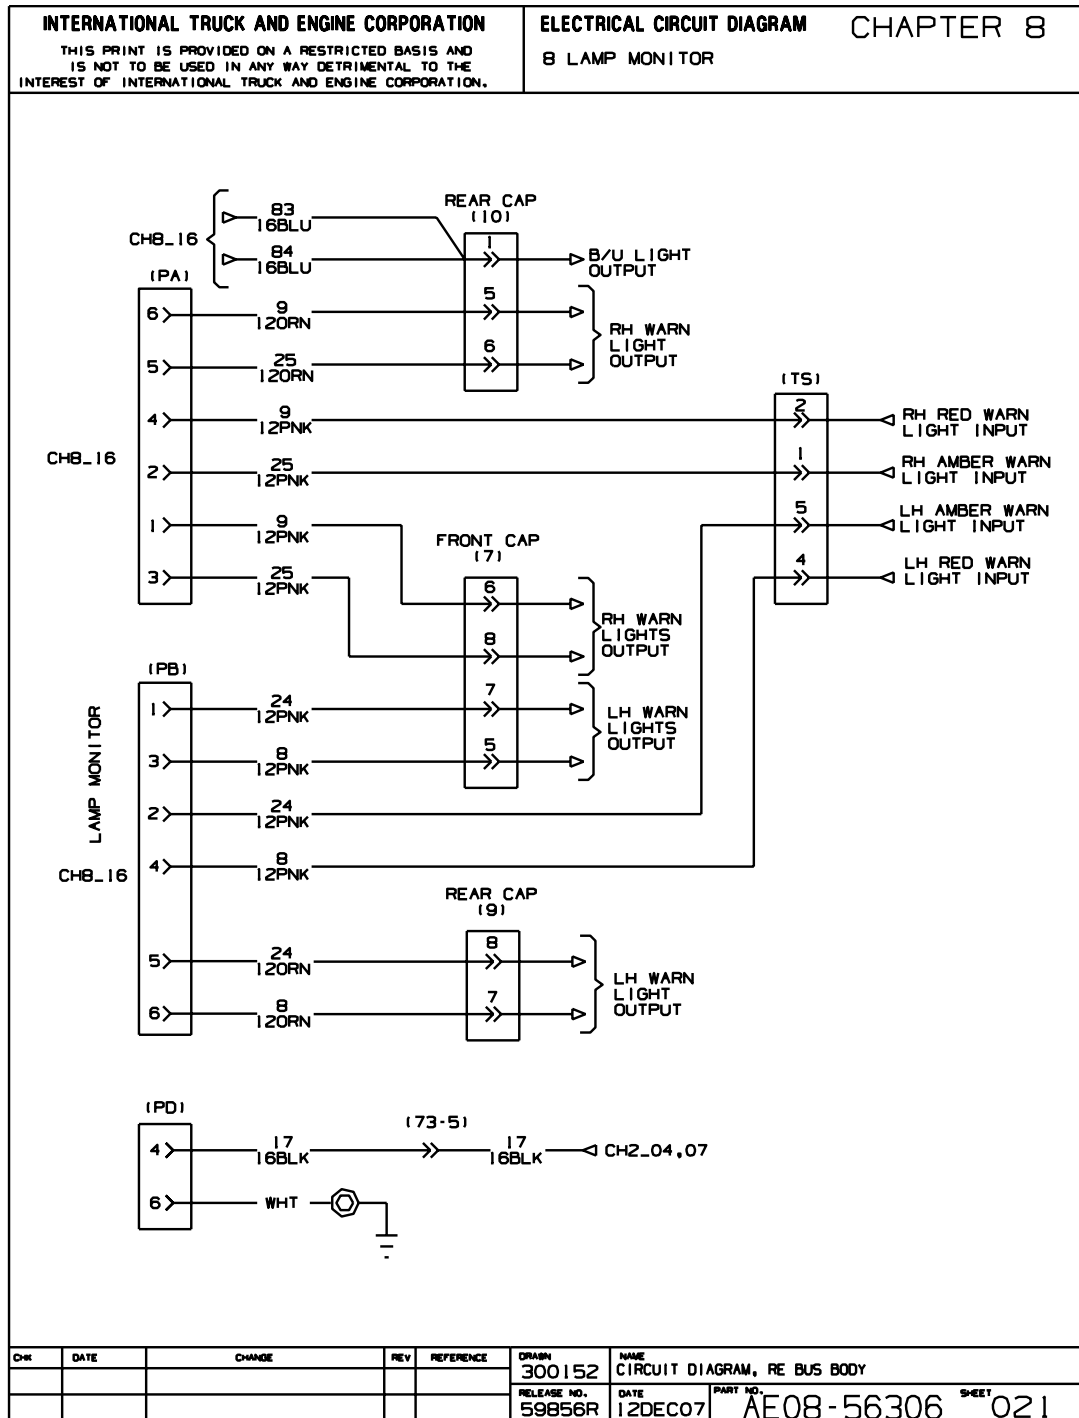 INTERNATIONAL TRUCK AND ENGINE CORPORATION
THIS PRINT IS PROVIDED ON A RESTRICTED BASIS AND
IS NOT TO BE USED IN ANY WAY DETRIMENTAL TO THE
INTEREST OF INTERNATIONAL TRUCK AND ENGINE CORPORATION.
ELECTRICAL CIRCUIT DIAGRAM
CHAPTER 8
8 LAMP MONITOR
CH8_16
83
16BLU
84
16BLU
REAR CAP
(10)
1
B/U LIGHT
OUTPUT
(PA)
6
9
12ORN
5
5
25
12ORN
6
RH WARN
LIGHT
OUTPUT
(TS)
4
9
12PNK
2
RH RED WARN
LIGHT INPUT
CH8_16
2
25
12PNK
1
RH AMBER WARN
LIGHT INPUT
1
9
12PNK
5
LH AMBER WARN
LIGHT INPUT
3
25
12PNK
4
LH RED WARN
LIGHT INPUT
FRONT CAP
(7)
6
8
RH WARN
LIGHTS
OUTPUT
(PB)
LAMP MONITOR
1
24
12PNK
7
3
8
12PNK
5
LH WARN
LIGHTS
OUTPUT
2
24
12PNK
4
8
12PNK
CH8_16
REAR CAP
(9)
5
24
12ORN
8
6
8
12ORN
7
LH WARN
LIGHT
OUTPUT
(PD)
4
17
16BLK
(73-5)
17
16BLK
CH2_04,07
6
WHT
CHK DATE CHANGE REV REFERENCE
DRAWN
300152
NAME
CIRCUIT DIAGRAM, RE BUS BODY
RELEASE NO.
59856R
DATE
12DEC07
PART NO.
AE08-56306
SHEET
021